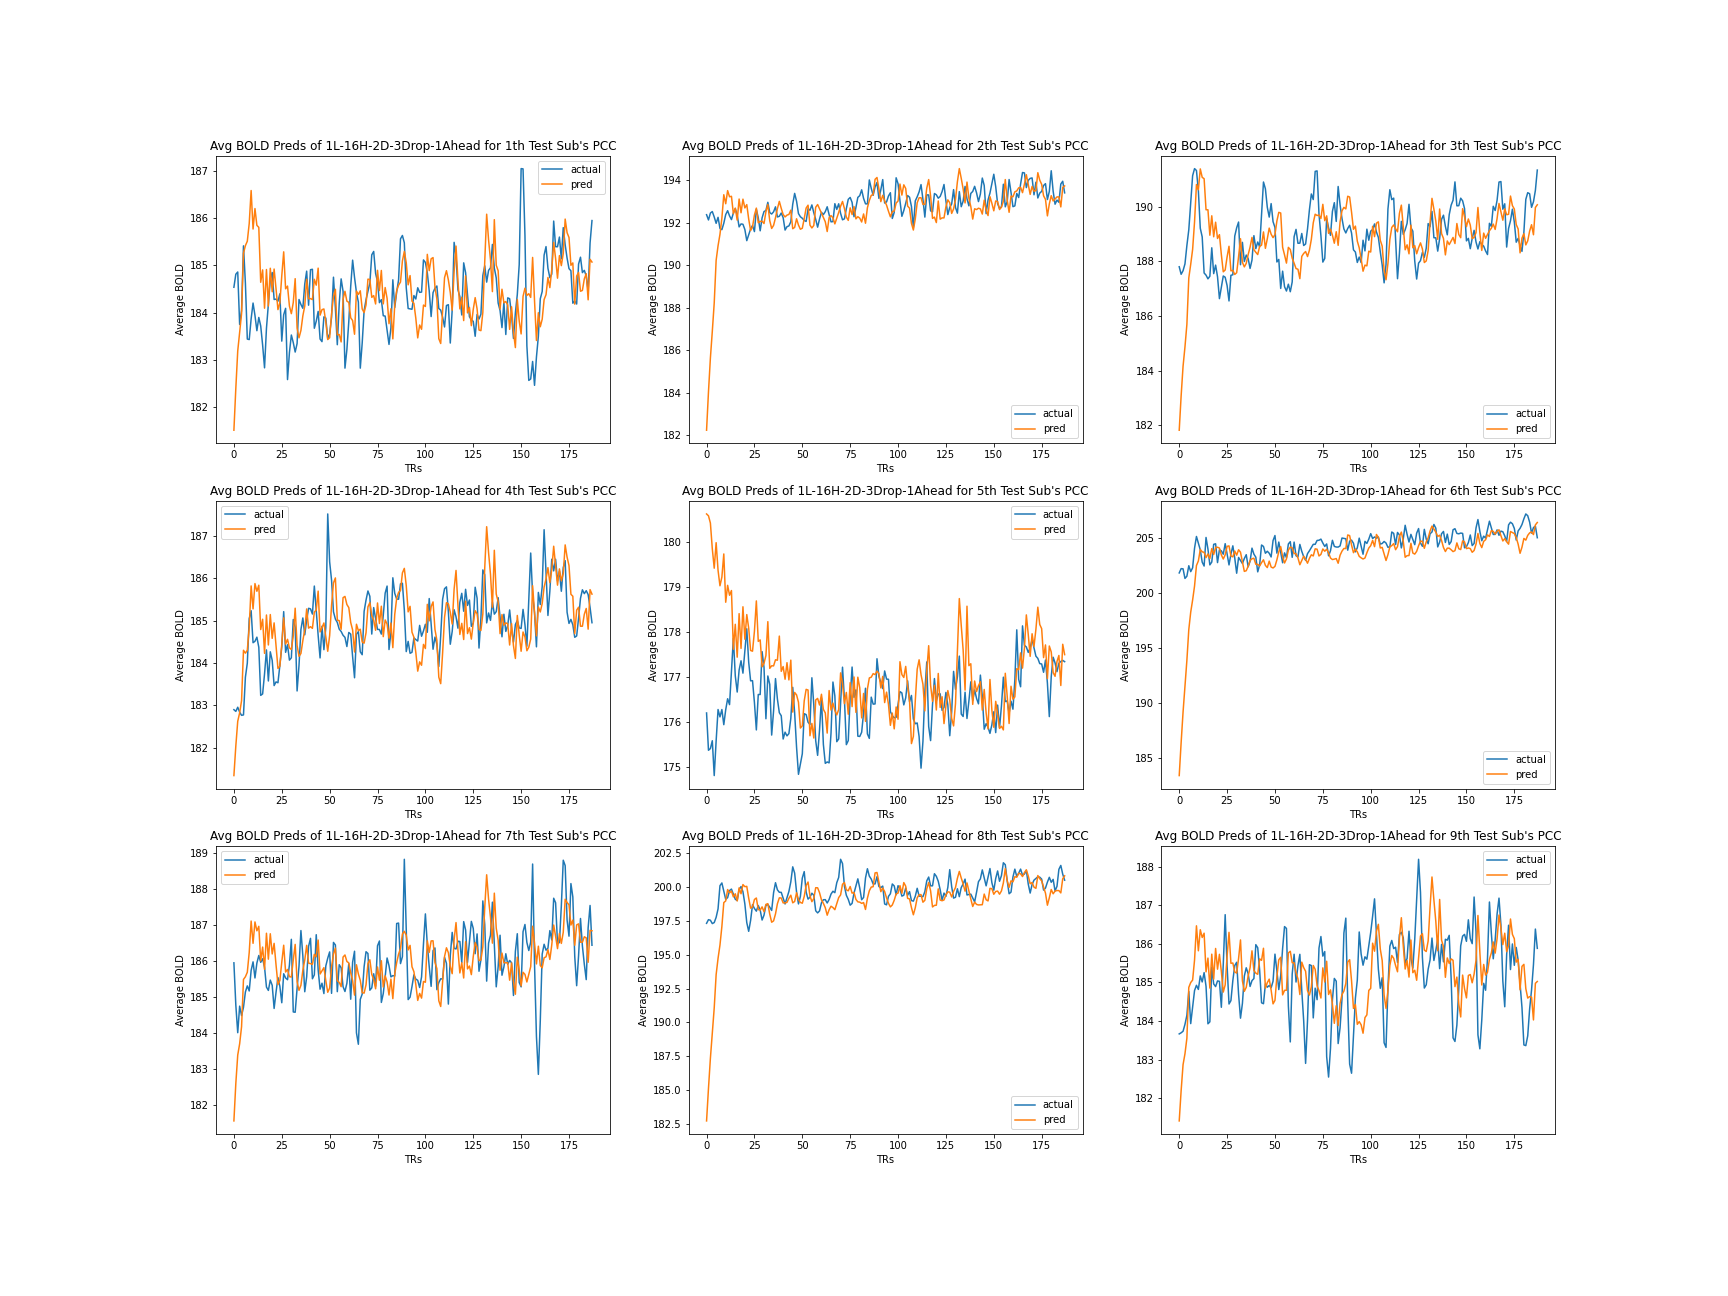 Avg BOLD Preds of 1L-16H-2D-3Drop-1Ahead for 1th Test Sub's PCC
187
186
185
184
183
182
Average BOLD
actual
pred
0 25 50 75 100 125 150 175
TRs
Avg BOLD Preds of 1L-16H-2D-3Drop-1Ahead for 2th Test Sub's PCC
194
192
190
188
186
184
182
Average BOLD
actual
pred
0 25 50 75 100 125 150 175
TRs
Avg BOLD Preds of 1L-16H-2D-3Drop-1Ahead for 3th Test Sub's PCC
190
188
186
184
182
Average BOLD
actual
pred
0 25 50 75 100 125 150 175
TRs
Avg BOLD Preds of 1L-16H-2D-3Drop-1Ahead for 4th Test Sub's PCC
187
186
185
184
183
182
Average BOLD
actual
pred
0 25 50 75 100 125 150 175
TRs
Avg BOLD Preds of 1L-16H-2D-3Drop-1Ahead for 5th Test Sub's PCC
180
179
178
177
176
175
Average BOLD
actual
pred
0 25 50 75 100 125 150 175
TRs
Avg BOLD Preds of 1L-16H-2D-3Drop-1Ahead for 6th Test Sub's PCC
205
200
195
190
185
Average BOLD
actual
pred
0 25 50 75 100 125 150 175
TRs
Avg BOLD Preds of 1L-16H-2D-3Drop-1Ahead for 7th Test Sub's PCC
189
188
187
186
185
184
183
182
Average BOLD
actual
pred
0 25 50 75 100 125 150 175
TRs
Avg BOLD Preds of 1L-16H-2D-3Drop-1Ahead for 8th Test Sub's PCC
202.5
200.0
197.5
195.0
192.5
190.0
187.5
185.0
182.5
Average BOLD
actual
pred
0 25 50 75 100 125 150 175
TRs
Avg BOLD Preds of 1L-16H-2D-3Drop-1Ahead for 9th Test Sub's PCC
188
187
186
185
184
183
182
Average BOLD
actual
pred
0 25 50 75 100 125 150 175
TRs